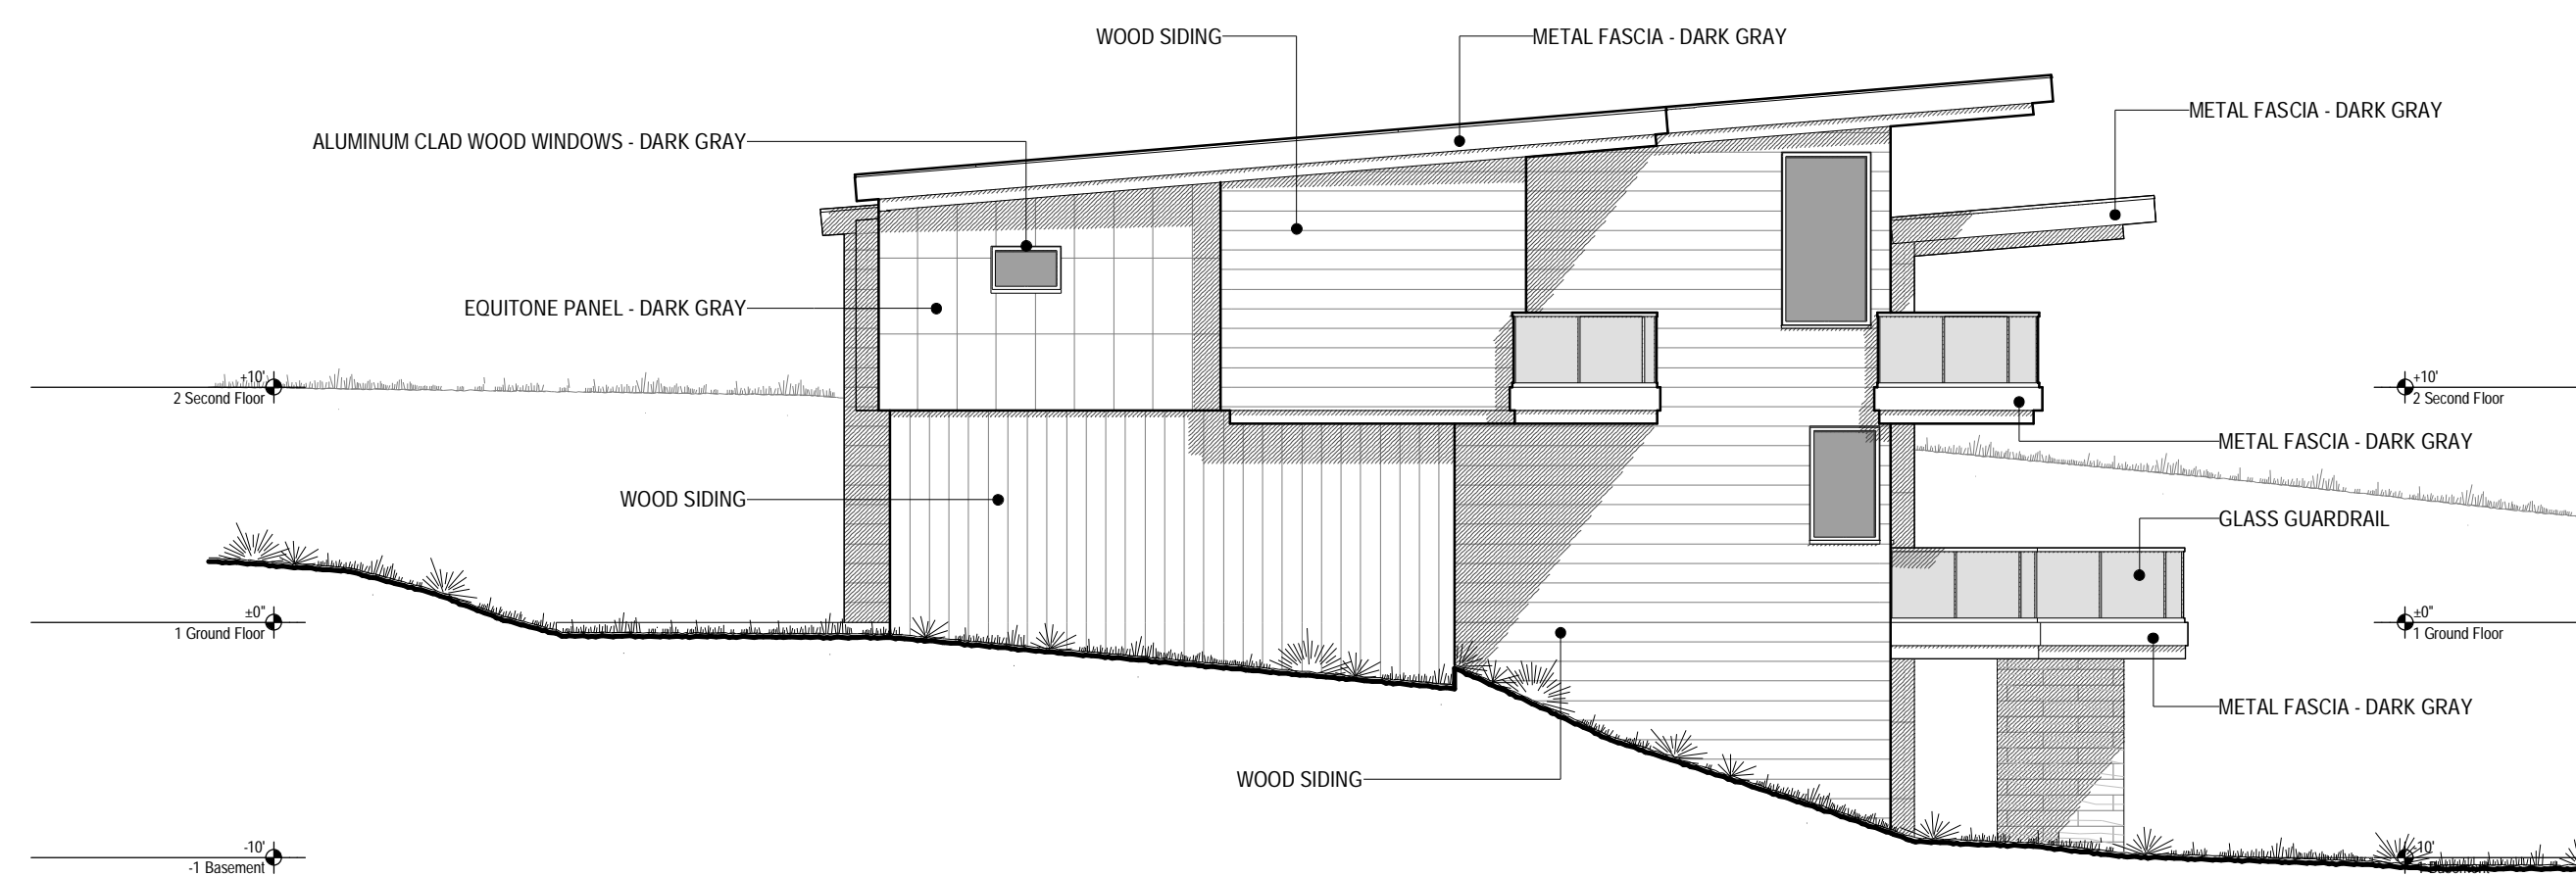 WOOD SIDING
METAL FASCIA - DARK GRAY
METAL FASCIA - DARK GRAY
ALUMINUM CLAD WOOD WINDOWS - DARK GRAY
EQUITONE PANEL - DARK GRAY
+10'
2 Second Floor
+10'
2 Second Floor
METAL FASCIA - DARK GRAY
WOOD SIDING
GLASS GUARDRAIL
±0"
1 Ground Floor
±0"
1 Ground Floor
METAL FASCIA - DARK GRAY
WOOD SIDING
-10'
-1 Basement
-10'
-1 Basement